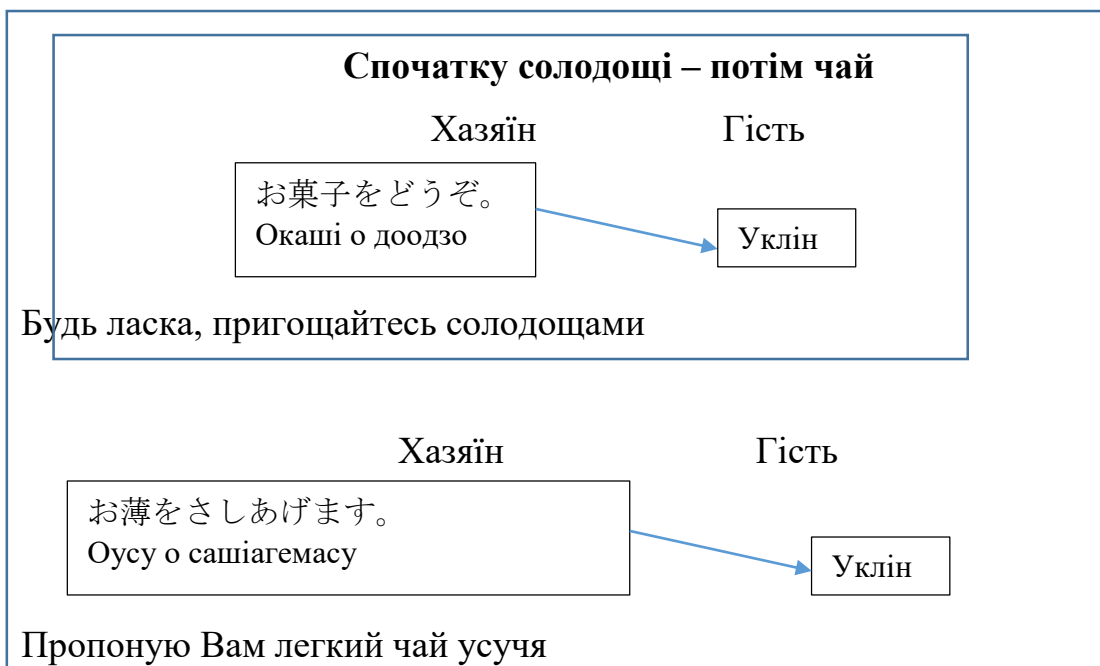 Спочатку солодощі – потім чай
Хазяїн Гість
お菓子をどうぞ。
Окаші о доодзо
Уклін
Будь ласка, пригощайтесь солодощами
Хазяїн Гість
お薄をさしあげます。
Оусу о сашіагемасу
Уклін
Пропоную Вам легкий чай усучя